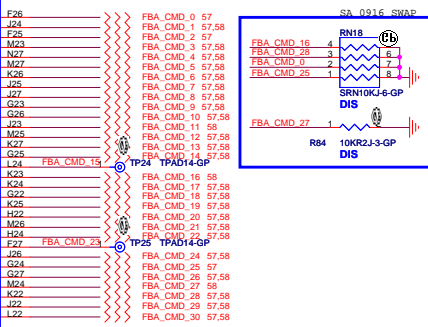 F26 FBA_CMD_0 57
J24 FBA_CMD_1 57,58
F25 FBA_CMD_2 57
M23 FBA_CMD_3 57,58
N27 FBA_CMD_4 57,58
M27 FBA_CMD_5 57,58
K26 FBA_CMD_6 57,58
J25 FBA_CMD_7 57,58
J27 FBA_CMD_8 57,58
G23 FBA_CMD_9 57,58
G26 FBA_CMD_10 57,58
J23 FBA_CMD_11 58
M25 FBA_CMD_12 57,58
K27 FBA_CMD_13 57,58
G25 FBA_CMD_14 57,58
L24 FBA_CMD_15 TP24 TPAD14-GP
K23 FBA_CMD_16 58
K24 FBA_CMD_17 57,58
G22 FBA_CMD_18 57,58
K25 FBA_CMD_19 57,58
H22 FBA_CMD_20 57,58
M26 FBA_CMD_21 57,58
H24 FBA_CMD_22 57,58
F27 FBA_CMD_23 TP25 TPAD14-GP
J26 FBA_CMD_24 57,58
G24 FBA_CMD_25 57
G27 FBA_CMD_26 57,58
M24 FBA_CMD_27 58
K22 FBA_CMD_28 57,58
J22 FBA_CMD_29 57,58
L22 FBA_CMD_30 57,58
SA 0916 SWAP
RN18
FBA_CMD_16 4
FBA_CMD_28 3 6
FBA_CMD_0 2 7
FBA_CMD_25 1 8
SRN10KJ-6-GP
DIS
FBA_CMD_27
R84 10KR2J-3-GP
DIS